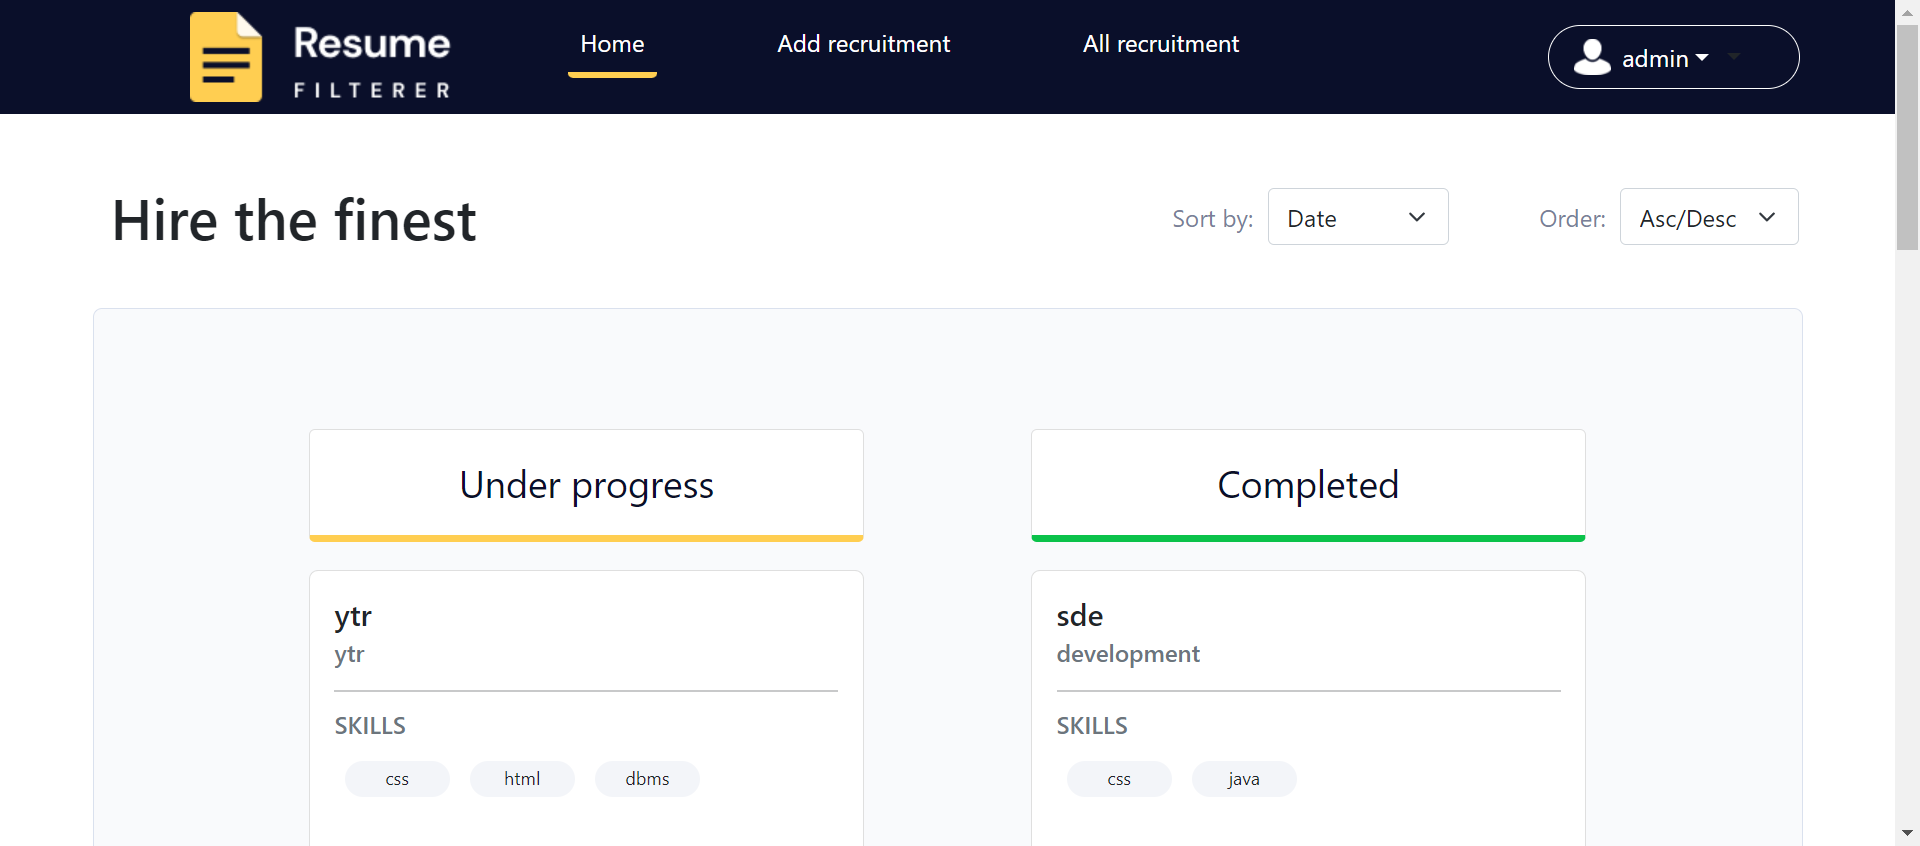 Resume
FILTERER
Home
Add recruitment
All recruitment
admin
Hire the finest
Sort by:
Date
Order:
Asc/Desc
Under progress
ytr
ytr
SKILLS
css
html
dbms
Completed
sde
development
SKILLS
css
java